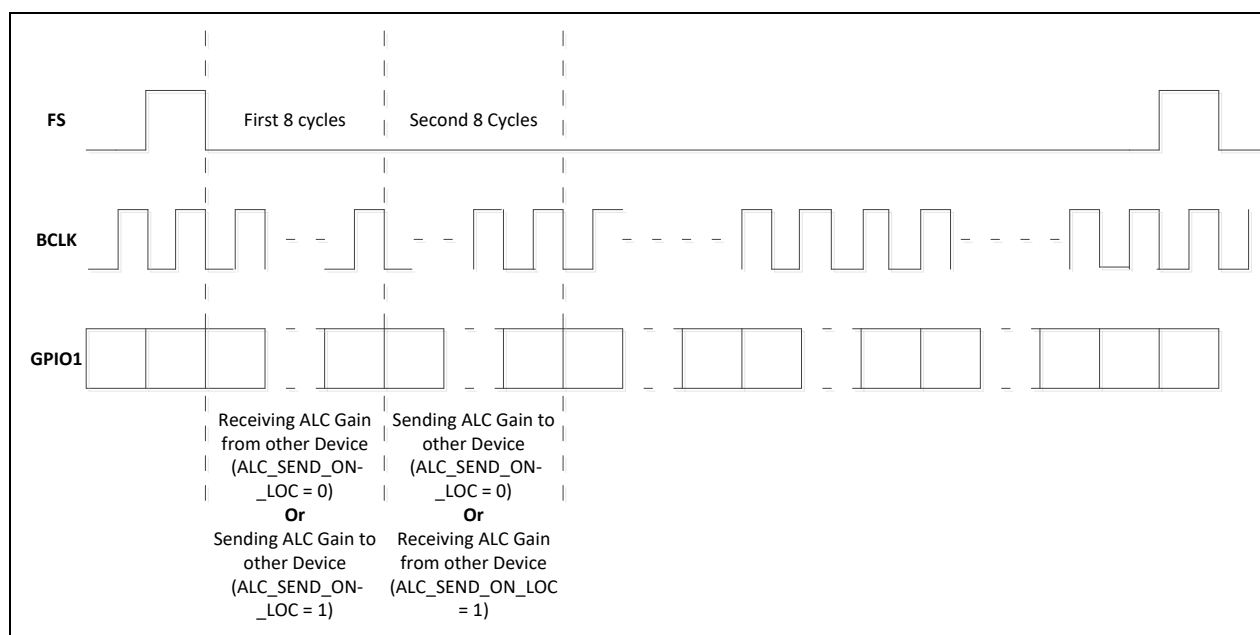 FS
First 8 cycles
Second 8 Cycles
BCLK
GPIO1
Receiving ALC Gain
from other Device
(ALC_SEND_ON-
_LOC = 0)
Or
Sending ALC Gain to
other Device
(ALC_SEND_ON-
_LOC = 1)
Sending ALC Gain to
other Device
(ALC_SEND_ON-
_LOC = 0)
Or
Receiving ALC Gain
from other Device
(ALC_SEND_ON_LOC
= 1)